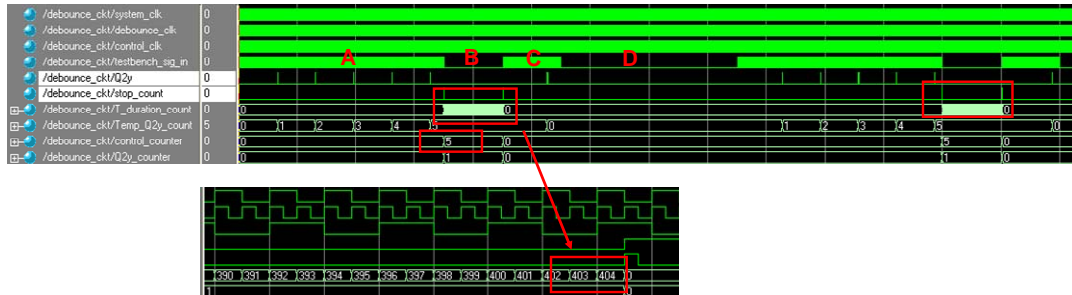 /debounce_ckt/system_clk 0
/debounce_ckt/debounce_clk 0
/debounce_ckt/control_clk 0
/debounce_ckt/testbench_sig_in 0 A B C D
/debounce_ckt/Q2y 0
/debounce_ckt/stop_count 0
/debounce_ckt/T_duration_count 0 0 0 0
/debounce_ckt/Temp_Q2y_count 5 0 1 2 3 4 5 0 1 2 3 4 5 0
/debounce_ckt/control_counter 0 0 5 0 5 0
/debounce_ckt/Q2y_counter 0 0 1 0 1 0
390 391 392 393 394 395 396 397 398 399 400 401 402 403 404 0
1 0